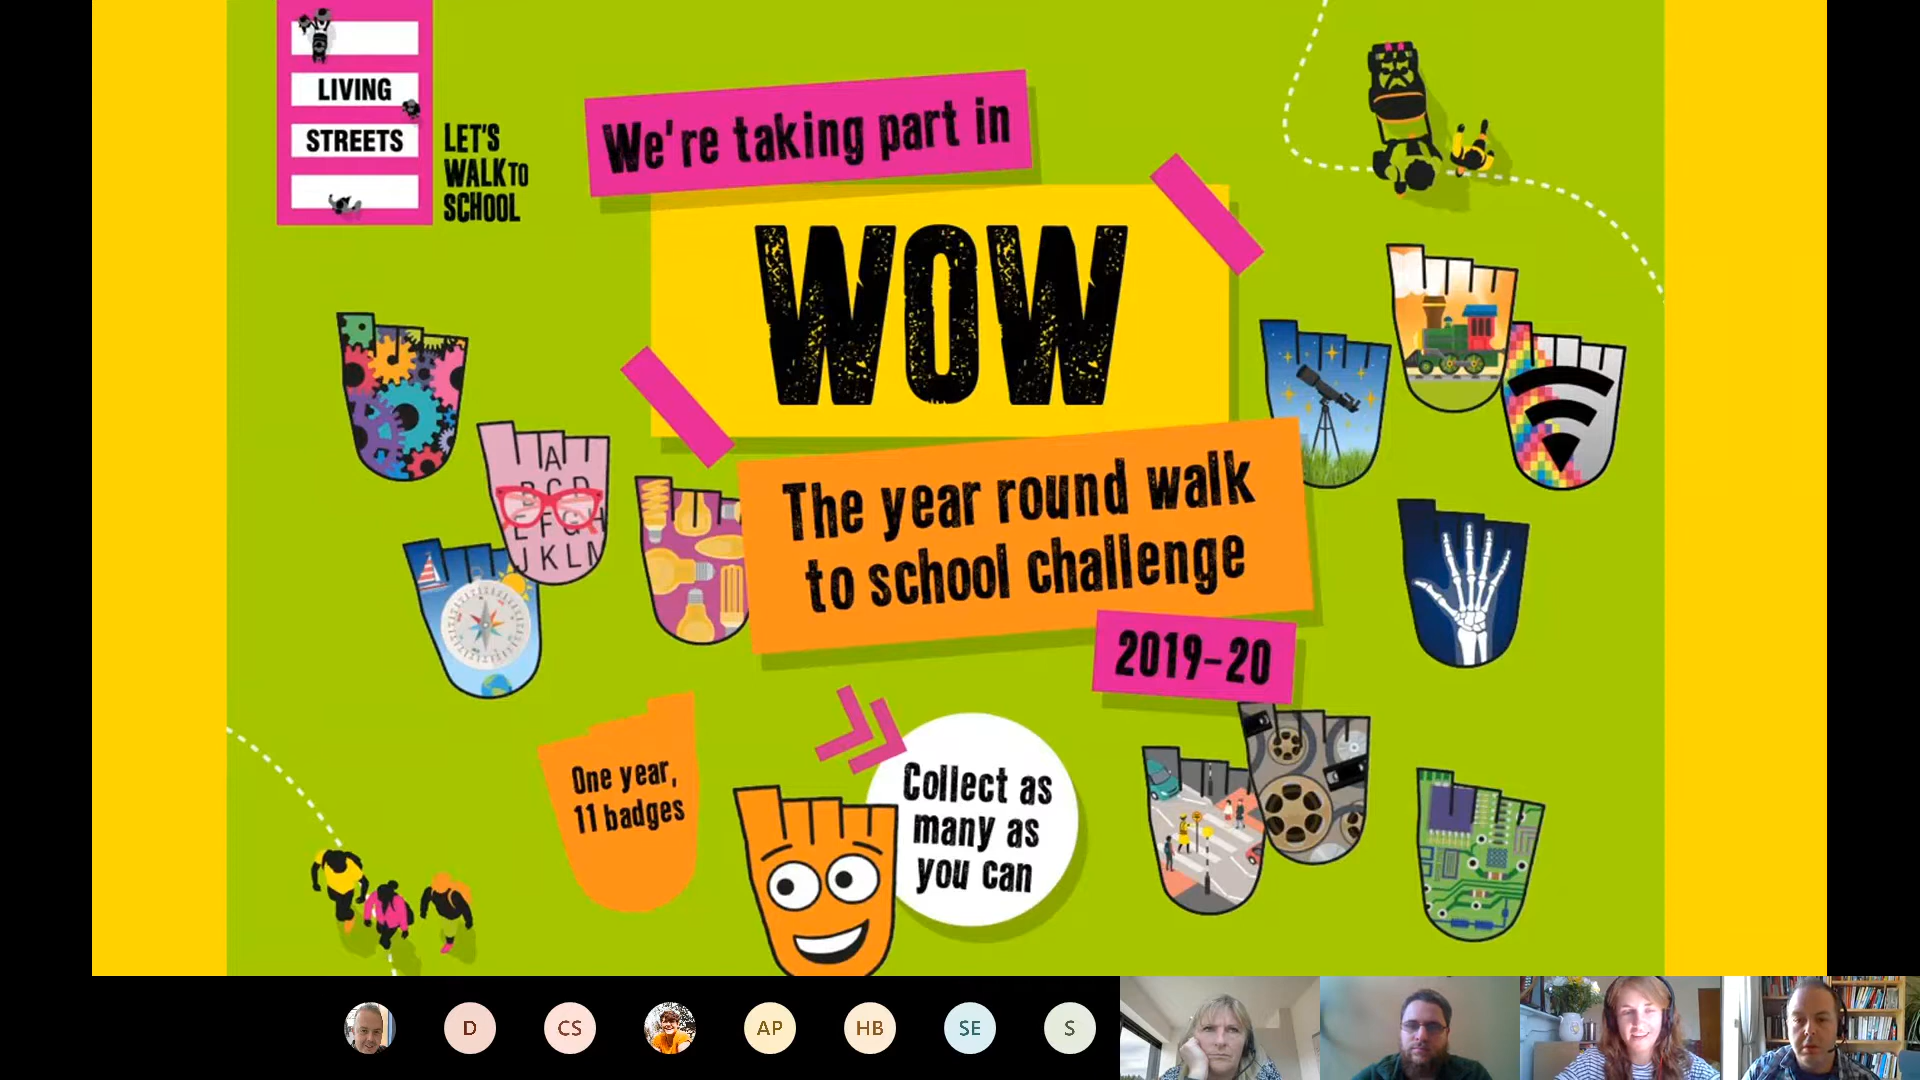 LIVING
STREETS
LET'S
WALK TO
SCHOOL
We're taking part in
WOW
The year round walk
to school challenge
2019-20
A
B C D
E F G H
J K L M
One year,
11 badges
Collect as
many as
you can
D
CS
AP
HB
SE
S